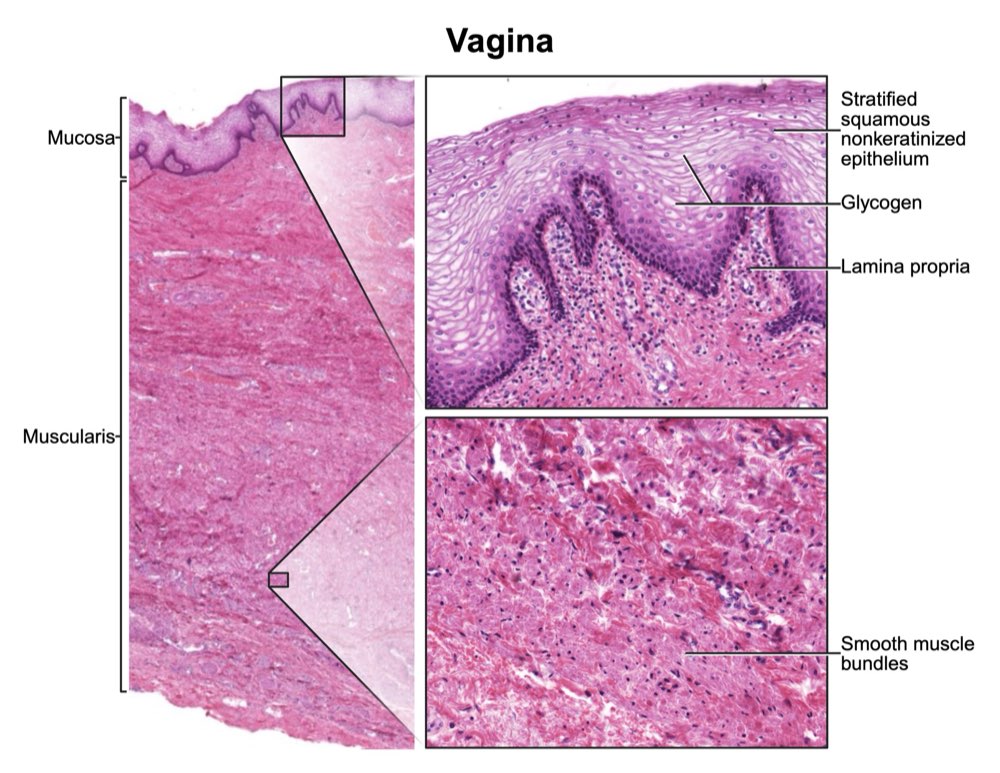 Vagina
Mucosa
Muscularis
Stratified
squamous
nonkeratinized
epithelium
Glycogen
Lamina propria
Smooth muscle
bundles